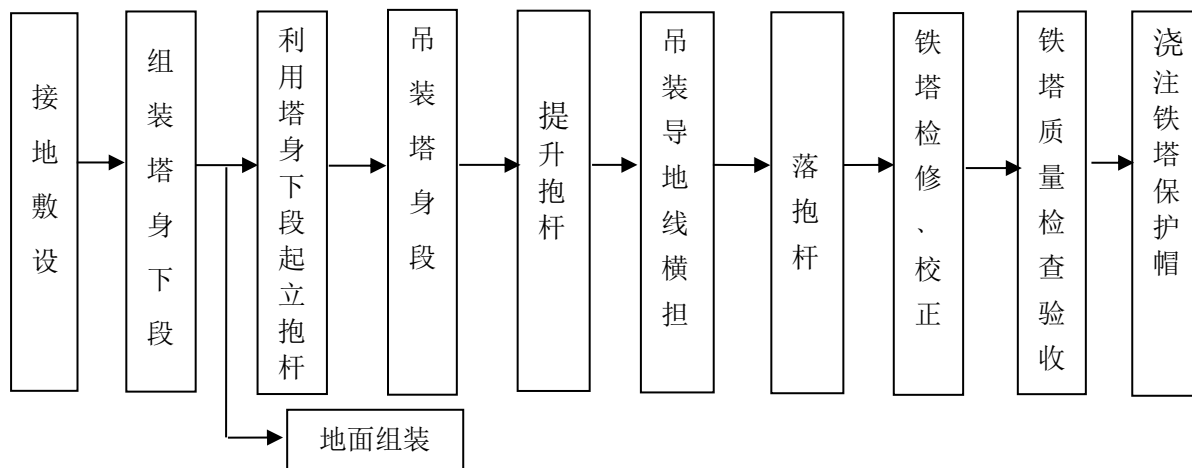 接地敷设
组装塔身下段
利用塔身下段起立抱杆
吊装塔身段
提升抱杆
吊装导地线横担
落抱杆
铁塔检修、校正
铁塔质量检查验收
浇注铁塔保护帽
地面组装